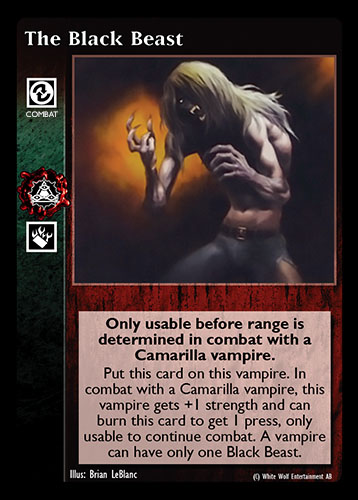 The Black Beast
COMBAT
Only usable before range is
determined in combat with a
Camarilla vampire.
Put this card on this vampire. In
combat with a Camarilla vampire, this
vampire gets +1 strength and can
burn this card to get 1 press, only
usable to continue combat. A vampire
can have only one Black Beast.
Illus: Brian LeBlanc
(C) White Wolf Entertainment AB